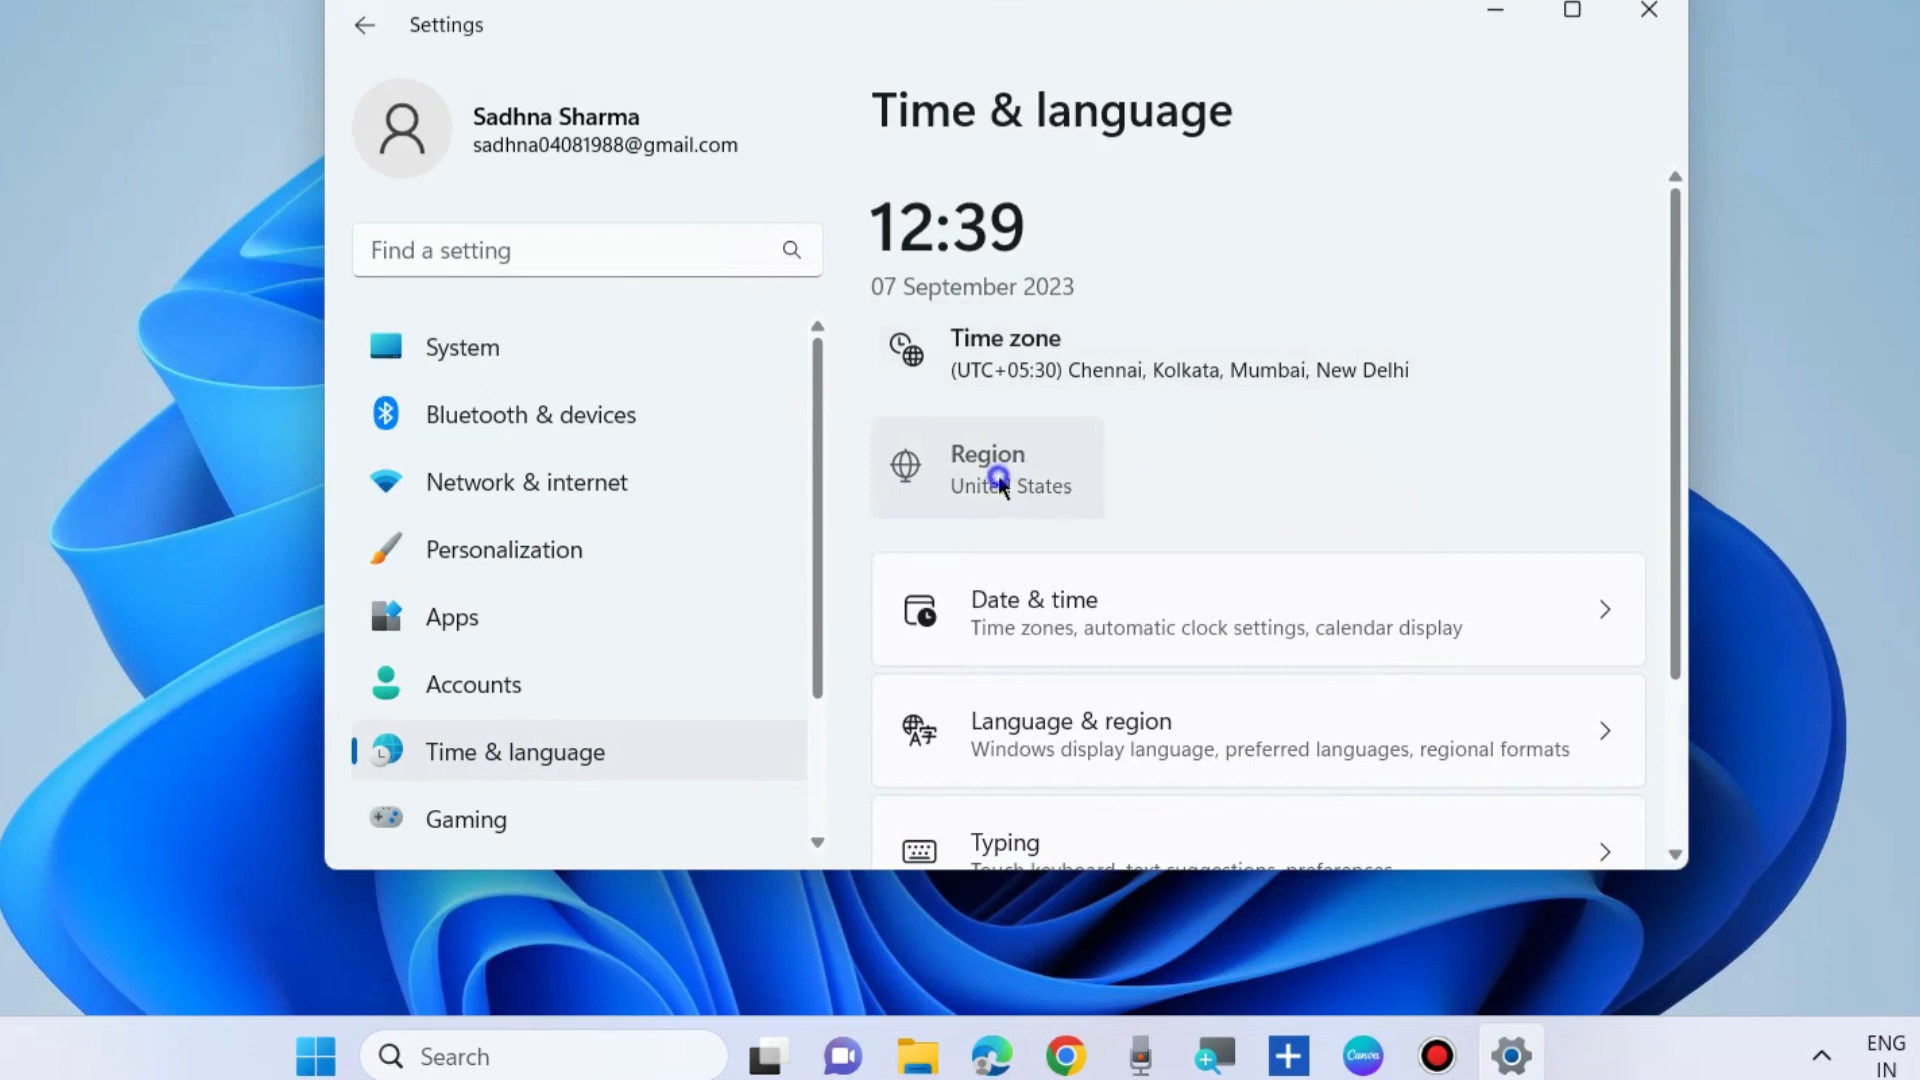 Settings
Sadhna Sharma
sadhna04081988@gmail.com
Find a setting
System
Bluetooth & devices
Network & internet
Personalization
Apps
Accounts
Time & language
Gaming
Time & language
12:39
07 September 2023
Time zone
(UTC+05:30) Chennai, Kolkata, Mumbai, New Delhi
Region
United States
Date & time
Time zones, automatic clock settings, calendar display
Language & region
Windows display language, preferred languages, regional formats
Typing
Touch keyboard, text suggestions, preferences
Search
Canva
ENG
IN